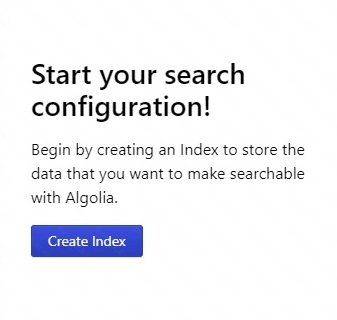 Start your search
configuration!
Begin by creating an Index to store the
data that you want to make searchable
with Algolia.
Create Index